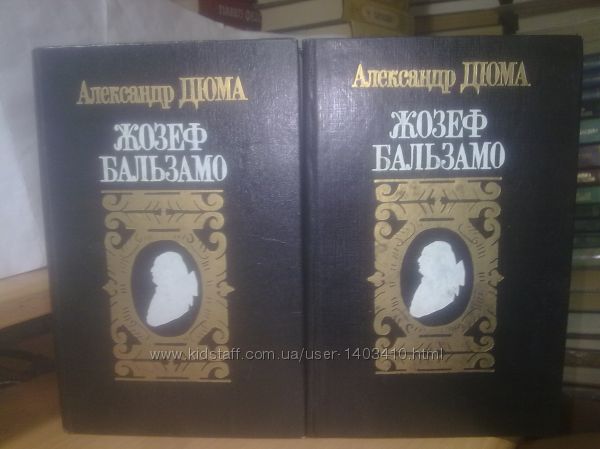 Александр ДЮМА
ЖОЗЕФ
БАЛЬЗАМО
Александр ДЮМА
ЖОЗЕФ
БАЛЬЗАМО
www.kidstaff.com.ua/user-1403410.html